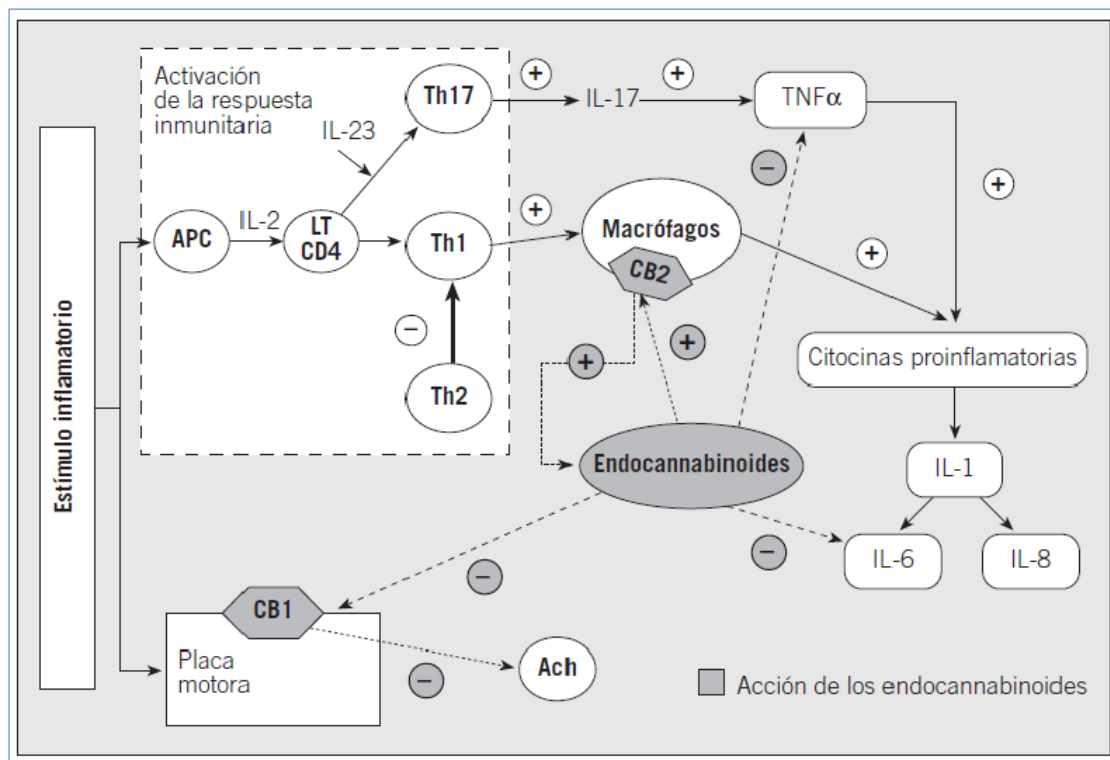 Estímulo inflamatorio
Activación
de la respuesta
inmunitaria
IL-23
Th17
+
IL-17
+
TNFα
−
+
APC
IL-2
LT
CD4
Th1
+
Macrófagos
CB2
+
−
Th2
+
+
Citocinas proinflamatorias
Endocannabinoides
IL-1
−
IL-6
IL-8
−
CB1
Placa
motora
−
Ach
Acción de los endocannabinoides